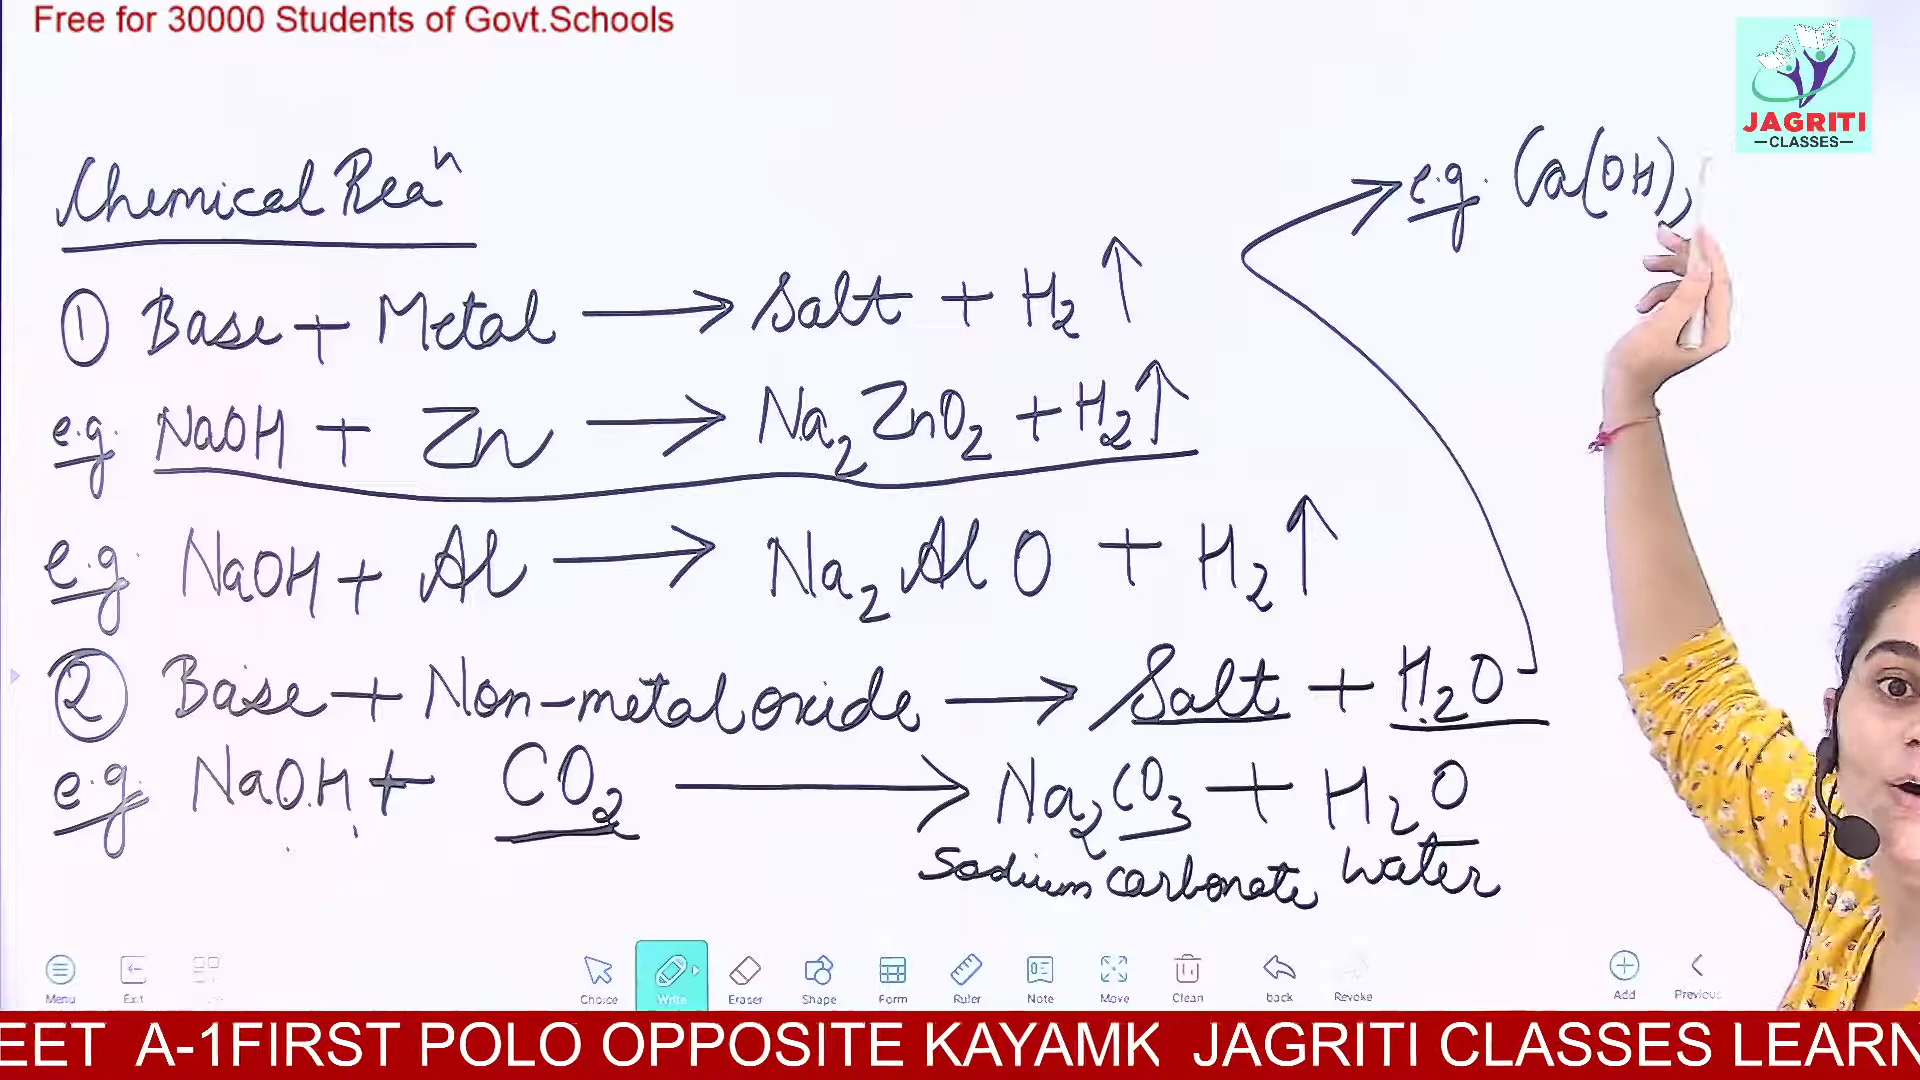 Free for 30000 Students of Govt.Schools
JAGRITI
CLASSES
Chemical Reaⁿ
e.g. Ca(OH)₂
① Base + Metal ⟶ Salt + H₂ ↑
e.g. NaOH + Zn ⟶ Na₂ZnO₂ + H₂↑
e.g NaOH + Al ⟶ Na₂AlO + H₂↑
② Base + Non-metal oxide ⟶ Salt + H₂O
e.g. NaOH + CO₂ ⟶ Na₂CO₃ + H₂O
Sodium carbonate water
Menu Exit Choice Write Eraser Shape Form Ruler Note Move Clean back Revoke Add Previous
EET A-1FIRST POLO OPPOSITE KAYAMK JAGRITI CLASSES LEARN